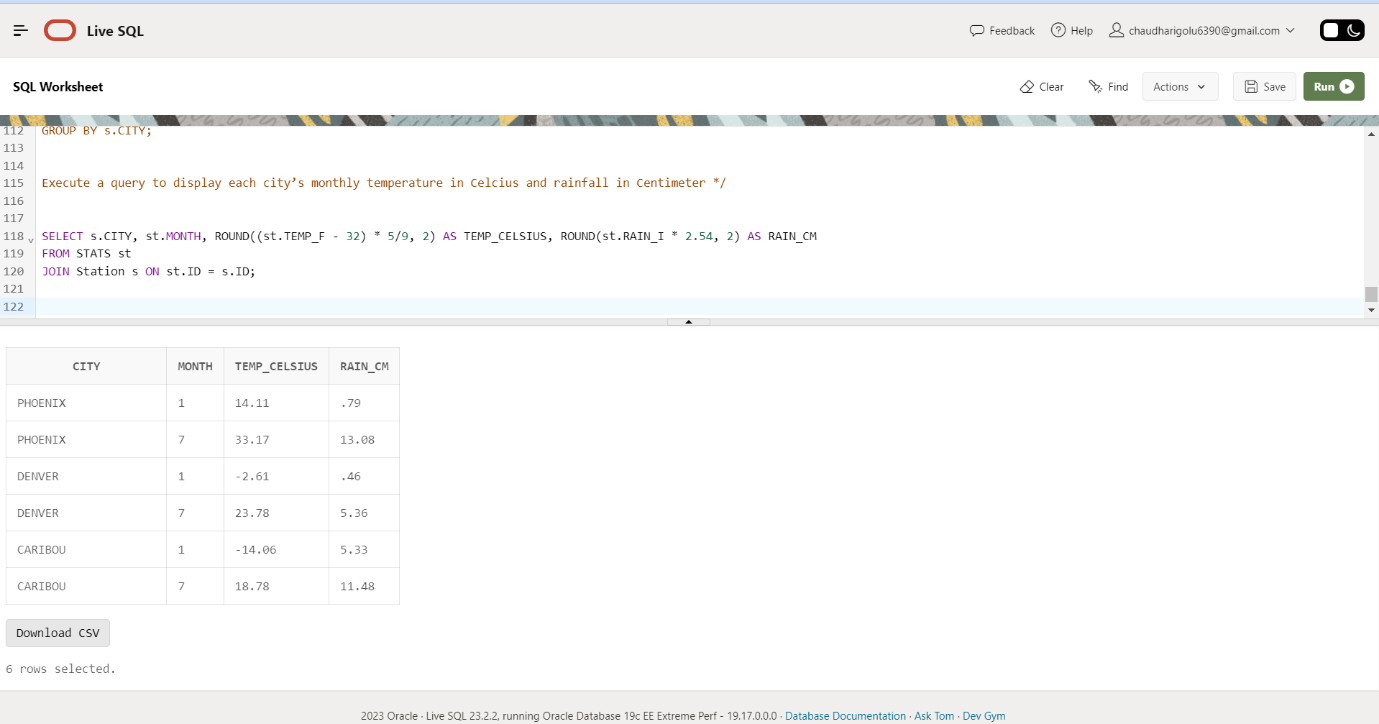 Live SQL
Feedback Help chaudharigolu6390@gmail.com
SQL Worksheet
Clear Find Actions Save Run
112 GROUP BY s.CITY;
113
114
115 Execute a query to display each city’s monthly temperature in Celcius and rainfall in Centimeter */
116
117
118 SELECT s.CITY, st.MONTH, ROUND((st.TEMP_F - 32) * 5/9, 2) AS TEMP_CELSIUS, ROUND(st.RAIN_I * 2.54, 2) AS RAIN_CM
119 FROM STATS st
120 JOIN Station s ON st.ID = s.ID;
121
122
CITY MONTH TEMP_CELSIUS RAIN_CM
PHOENIX 1 14.11 .79
PHOENIX 7 33.17 13.08
DENVER 1 -2.61 .46
DENVER 7 23.78 5.36
CARIBOU 1 -14.06 5.33
CARIBOU 7 18.78 11.48
Download CSV
6 rows selected.
2023 Oracle · Live SQL 23.2.2, running Oracle Database 19c EE Extreme Perf - 19.17.0.0.0 · Database Documentation · Ask Tom · Dev Gym